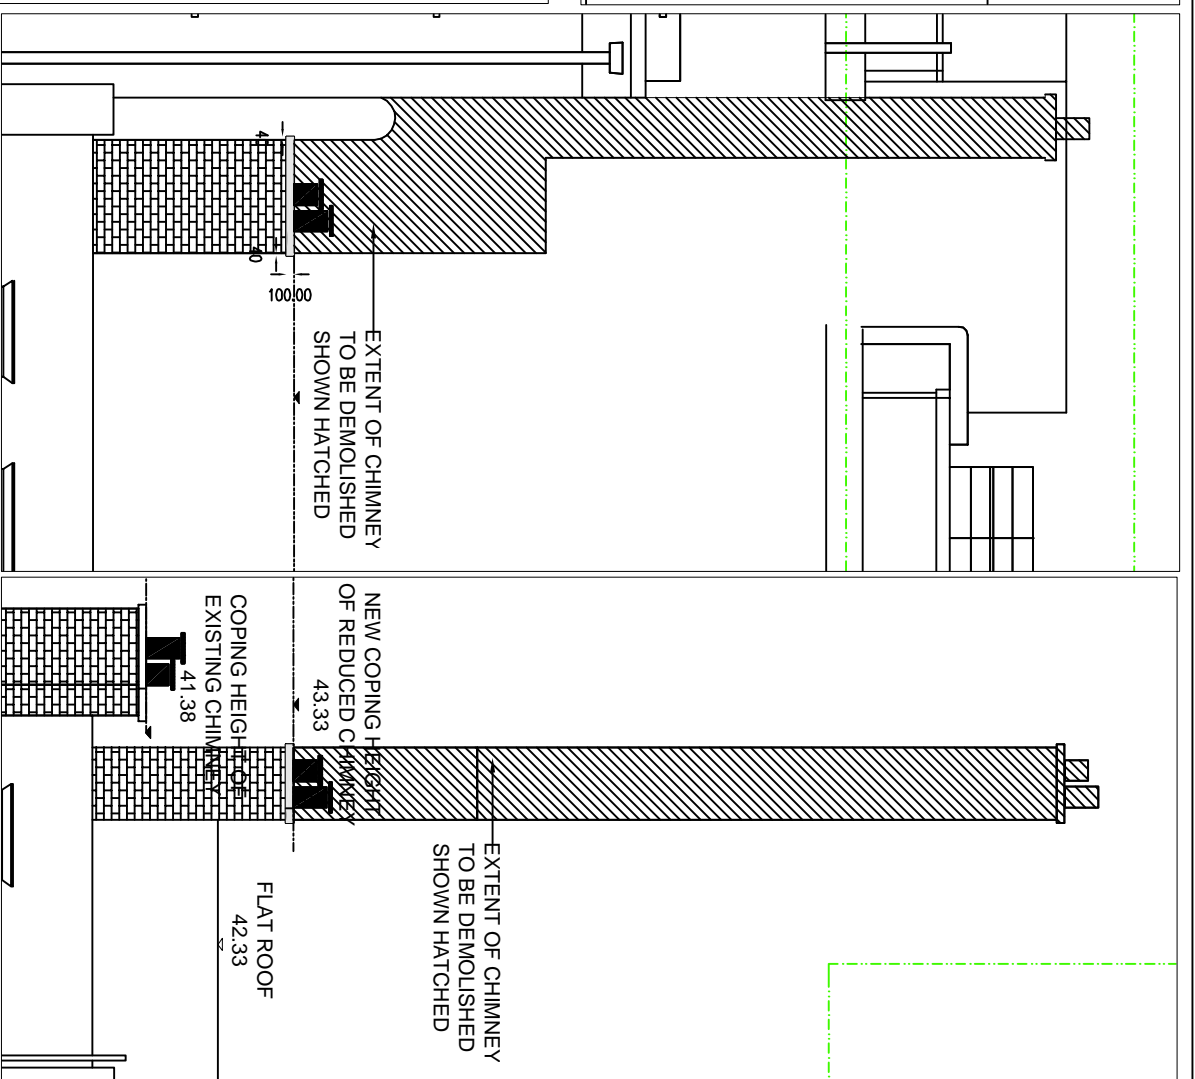 40
40
100.00
EXTENT OF CHIMNEY
TO BE DEMOLISHED
SHOWN HATCHED
NEW COPING HEIGHT
OF REDUCED CHIMNEY
43.33
COPING HEIGHT OF
EXISTING CHIMNEY
41.38
EXTENT OF CHIMNEY
TO BE DEMOLISHED
SHOWN HATCHED
FLAT ROOF
42.33